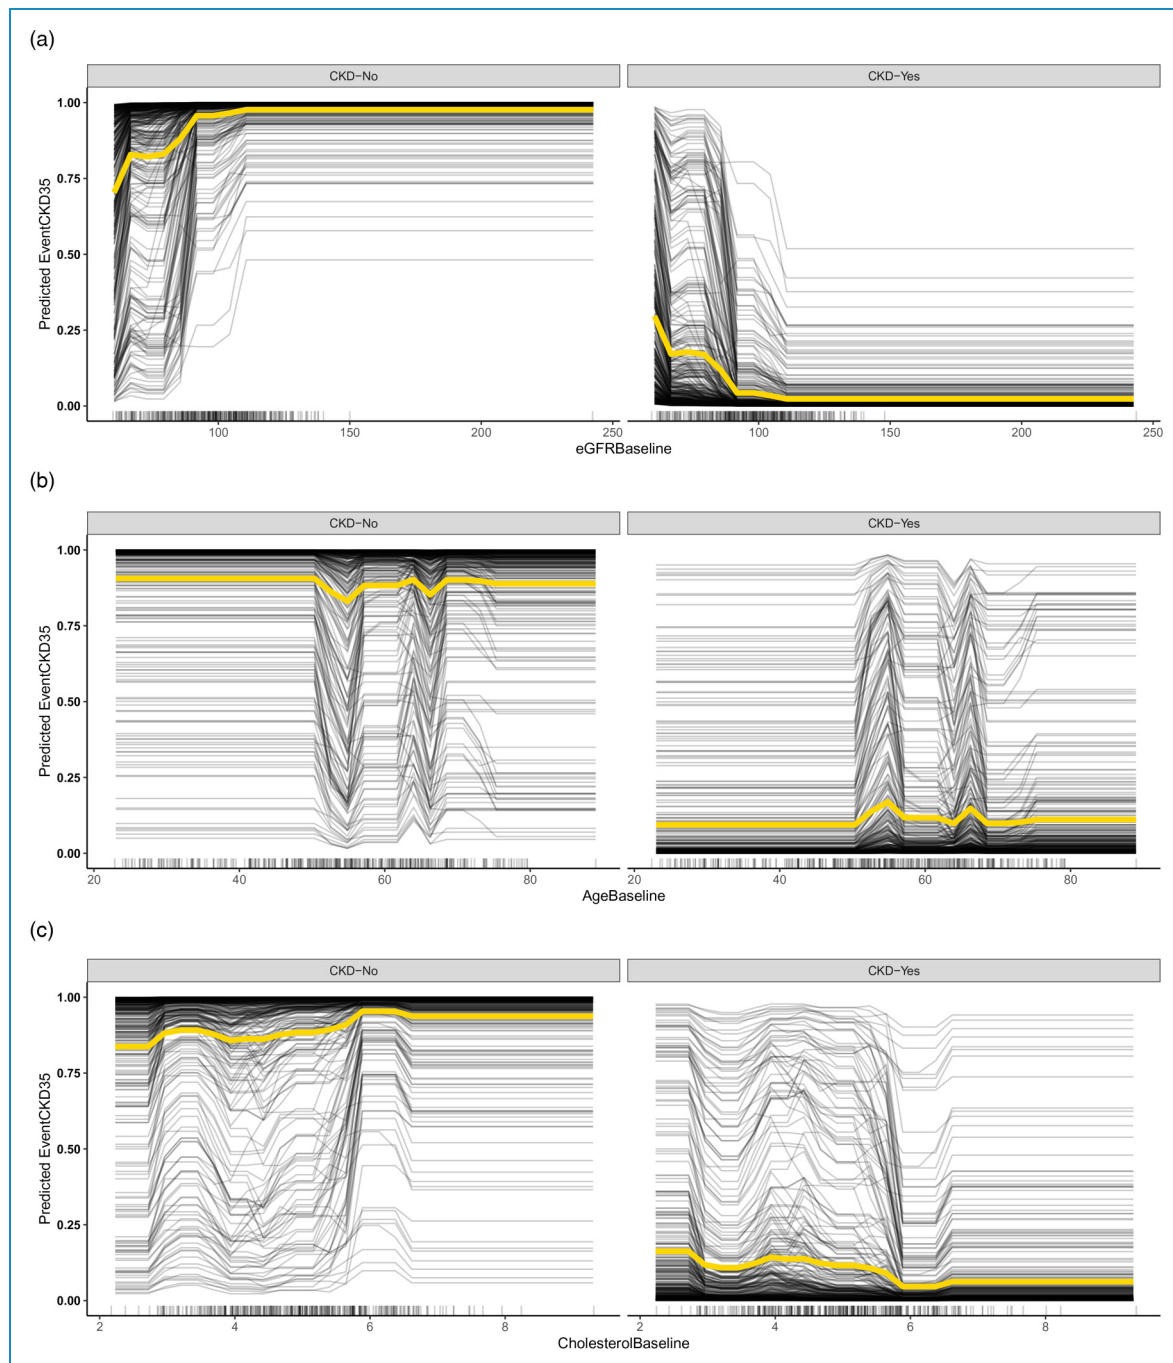 (a)
CKD−No CKD−Yes
Predicted EventCKD35
1.00
0.75
0.50
0.25
0.00
100 150 200 250 100 150 200 250
eGFRBaseline
(b)
CKD−No CKD−Yes
Predicted EventCKD35
1.00
0.75
0.50
0.25
0.00
20 40 60 80 20 40 60 80
AgeBaseline
(c)
CKD−No CKD−Yes
Predicted EventCKD35
1.00
0.75
0.50
0.25
0.00
2 4 6 8 2 4 6 8
CholesterolBaseline